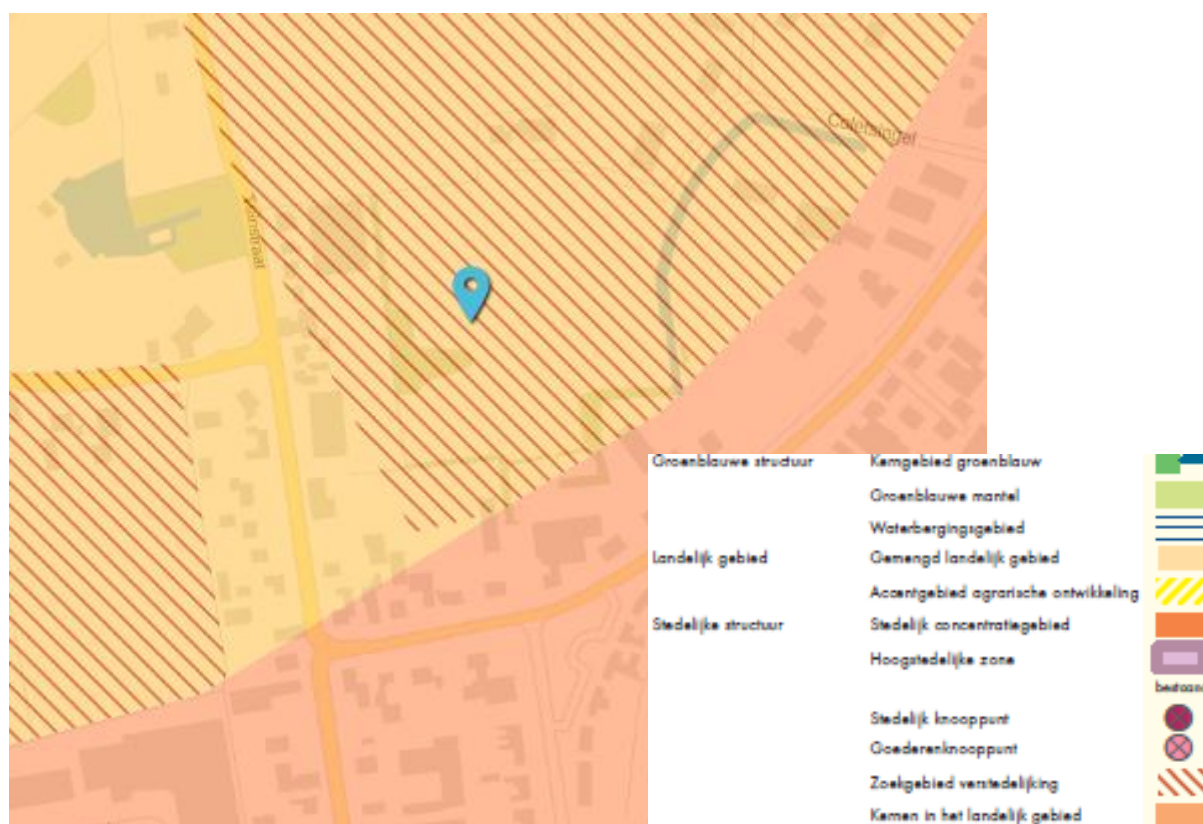 Coletsingel
Groenblauwe structuur Kerngebied groenblauw
Groenblauwe mantel
Waterbergingsgebied
Landelijk gebied Gemengd landelijk gebied
Accentgebied agrarische ontwikkeling
Stedelijke structuur Stedelijk concentratiegebied
Hoogstedelijke zone
Stedelijk knooppunt
Goederenknooppunt
Zoekgebied verstedelijking
Kernen in het landelijk gebied